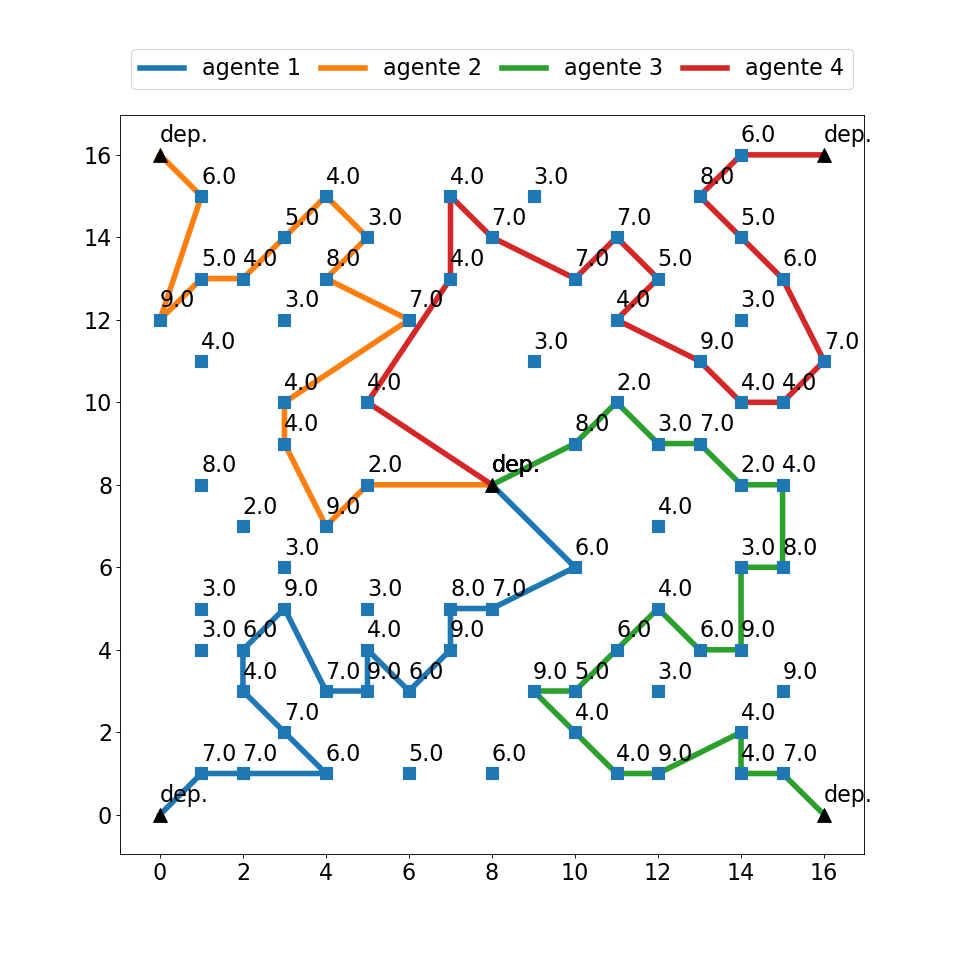 agente 1 agente 2 agente 3 agente 4
6.0
dep. dep.
16
8.0 4.0 4.0 3.0 6.0
5.0 3.0 7.0 7.0 5.0
14
5.0 4.0 8.0 4.0 7.0 5.0 6.0
9.0 3.0 7.0 4.0 3.0
12
4.0 3.0 9.0 7.0
4.0 4.0 2.0 4.0 4.0
10
4.0 8.0 3.0 7.0
8.0 2.0 dep. 2.0 4.0
8
2.0 9.0 4.0
3.0 6.0 3.0 8.0
6
3.0 9.0 3.0 8.0 7.0 4.0
3.0 6.0 4.0 9.0 6.0 6.0 9.0
4
4.0 7.0 9.0 6.0 9.0 5.0 3.0 9.0
7.0 4.0 4.0
2
7.0 7.0 6.0 5.0 6.0 4.0 9.0 4.0 7.0
dep. dep.
0
0 2 4 6 8 10 12 14 16